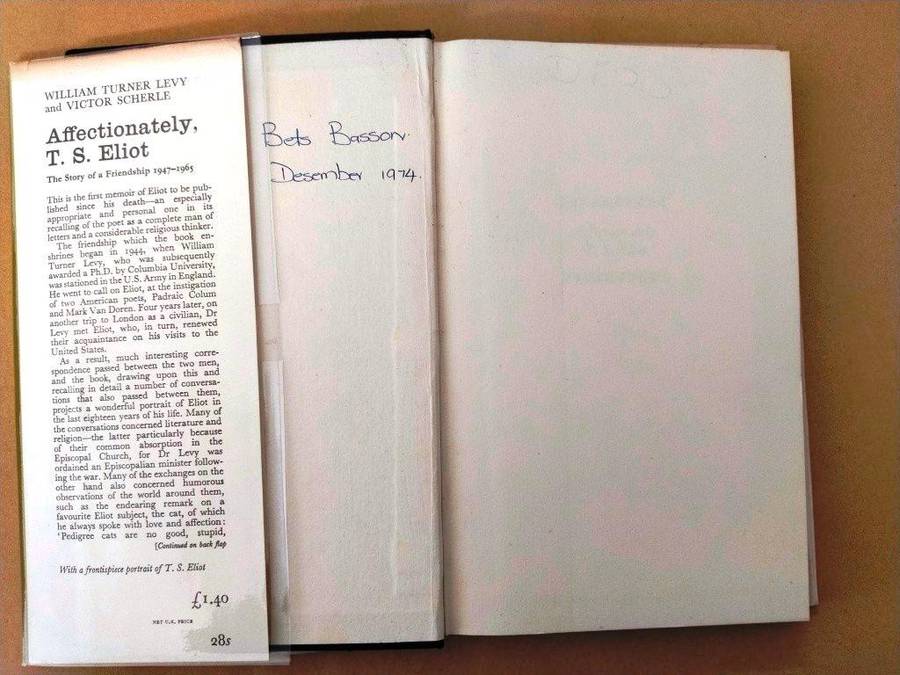 WILLIAM TURNER LEVY
and VICTOR SCHERLE
Affectionately,
T. S. Eliot
The Story of a Friendship 1947–1965
This is the first memoir of Eliot to be pub-
lished since his death—an especially
appropriate and personal one in its
recalling of the poet as a complete man of
letters and a considerable religious thinker.
The friendship which the book en-
shrines began in 1944, when William
Turner Levy, who was subsequently
awarded a Ph.D. by Columbia University,
was stationed in the U.S. Army in England.
He went to call on Eliot, at the instigation
of two American poets, Padraic Colum
and Mark Van Doren. Four years later, on
another trip to London as a civilian, Dr
Levy met Eliot, who, in turn, renewed
their acquaintance on his visits to the
United States.
As a result, much interesting corre-
spondence passed between the two men,
and the book, drawing upon this and
recalling in detail a number of conversa-
tions that also passed between them,
projects a wonderful portrait of Eliot in
the last eighteen years of his life. Many of
the conversations concerned literature and
religion—the latter particularly because
of their common absorption in the
Episcopal Church, for Dr Levy was
ordained an Episcopalian minister follow-
ing the war. Many of the exchanges on the
other hand also concerned humorous
observations of the world around them,
such as the endearing remark on a
favourite Eliot subject, the cat, of which
he always spoke with love and affection:
'Pedigree cats are no good, stupid,
[Continued on back flap
With a frontispiece portrait of T. S. Eliot
£1.40
NET U.K. PRICE
28s
Bets Basson.
Desember 1974.